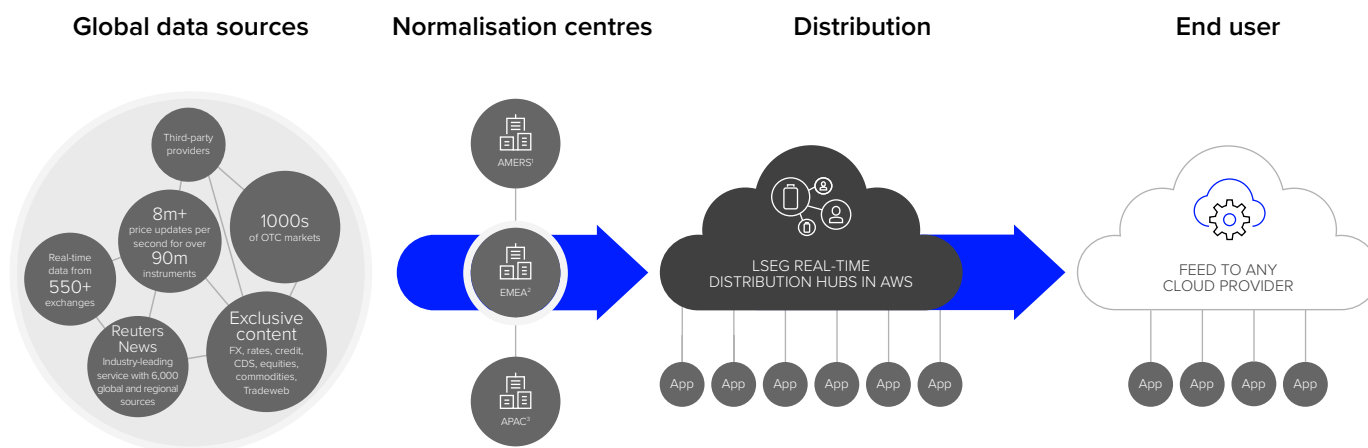 Global data sources
Normalisation centres
Distribution
End user
Third-party
providers
8m+
price updates per
second for over
90m
instruments
1000s
of OTC markets
Real-time
data from
550+
exchanges
Reuters
News
Industry-leading
service with 6,000
global and regional
sources
Exclusive
content
FX, rates, credit,
CDS, equities,
commodities,
Tradeweb
AMERS¹
EMEA²
APAC³
LSEG REAL-TIME
DISTRIBUTION HUBS IN AWS
App App App App App App
FEED TO ANY
CLOUD PROVIDER
App App App App